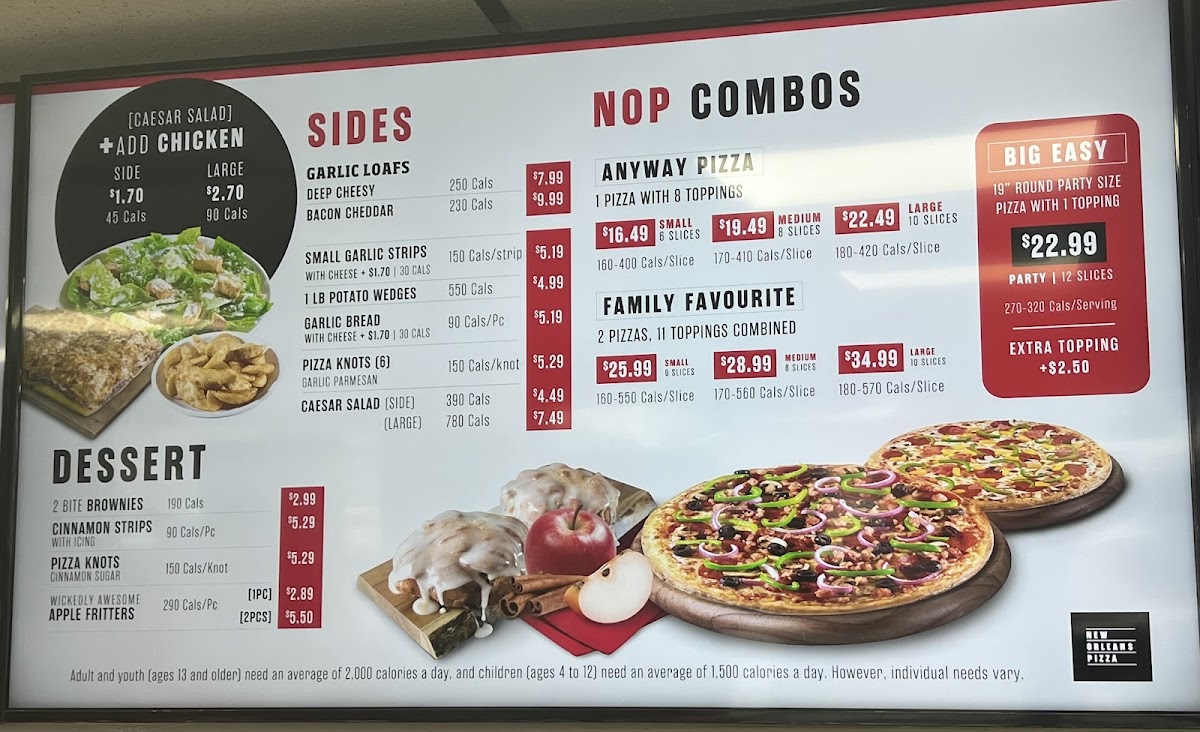 [CAESAR SALAD]
+ADD CHICKEN
SIDE LARGE
$1.70 $2.70
45 Cals 90 Cals
SIDES
GARLIC LOAFS
DEEP CHEESY 250 Cals $7.99
BACON CHEDDAR 230 Cals $9.99
SMALL GARLIC STRIPS 150 Cals/strip $5.19
WITH CHEESE + $1.70 | 30 CALS
1 LB POTATO WEDGES 550 Cals $4.99
GARLIC BREAD 90 Cals/Pc $5.19
WITH CHEESE + $1.70 | 30 CALS
PIZZA KNOTS (6) 150 Cals/knot $5.29
GARLIC PARMESAN
CAESAR SALAD (SIDE) 390 Cals $4.49
(LARGE) 780 Cals $7.49
DESSERT
2 BITE BROWNIES 190 Cals $2.99
CINNAMON STRIPS 90 Cals/Pc $5.29
WITH ICING
PIZZA KNOTS 150 Cals/Knot $5.29
CINNAMON SUGAR
WICKEDLY AWESOME
APPLE FRITTERS 290 Cals/Pc [1PC] $2.89
[2PCS] $5.50
NOP COMBOS
ANYWAY PIZZA
1 PIZZA WITH 8 TOPPINGS
$16.49 SMALL 6 SLICES $19.49 MEDIUM 8 SLICES $22.49 LARGE 10 SLICES
160-400 Cals/Slice 170-410 Cals/Slice 180-420 Cals/Slice
FAMILY FAVOURITE
2 PIZZAS, 11 TOPPINGS COMBINED
$25.99 SMALL 6 SLICES $28.99 MEDIUM 8 SLICES $34.99 LARGE 10 SLICES
160-550 Cals/Slice 170-560 Cals/Slice 180-570 Cals/Slice
BIG EASY
19" ROUND PARTY SIZE
PIZZA WITH 1 TOPPING
$22.99
PARTY | 12 SLICES
270-320 Cals/Serving
EXTRA TOPPING
+$2.50
NEW
ORLEANS
PIZZA
Adult and youth (ages 13 and older) need an average of 2,000 calories a day, and children (ages 4 to 12) need an average of 1,500 calories a day. However, individual needs vary.